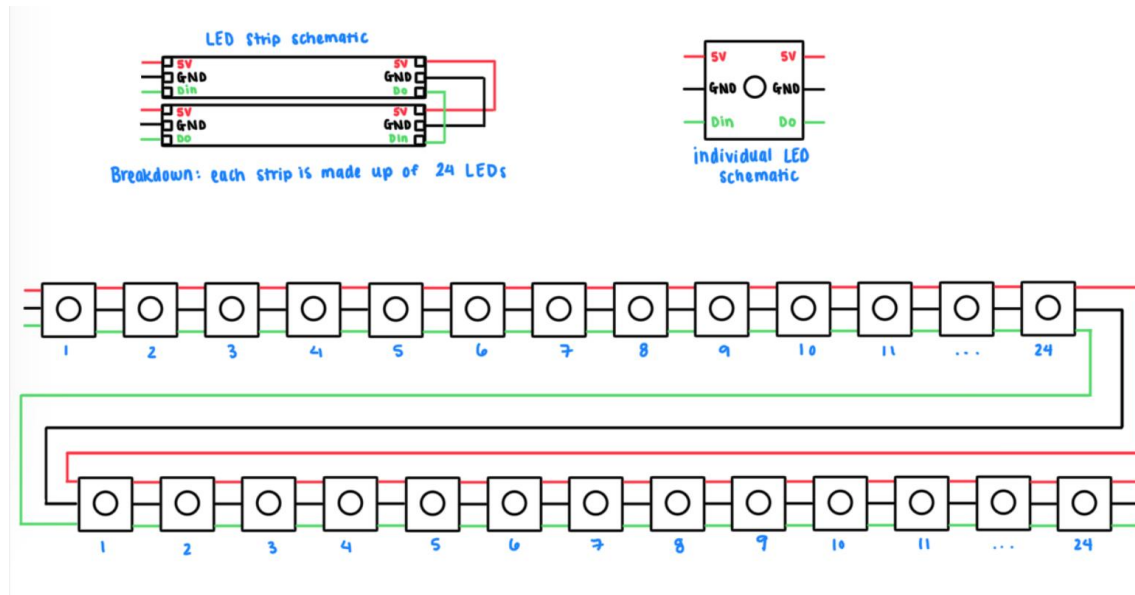 LED Strip schematic
5V 5V
GND GND
Din Do
5V 5V
GND GND
Do Din
Breakdown: each strip is made up of 24 LEDs
5V 5V
GND GND
Din Do
individual LED
schematic
1 2 3 4 5 6 7 8 9 10 11 ... 24
1 2 3 4 5 6 7 8 9 10 11 ... 24